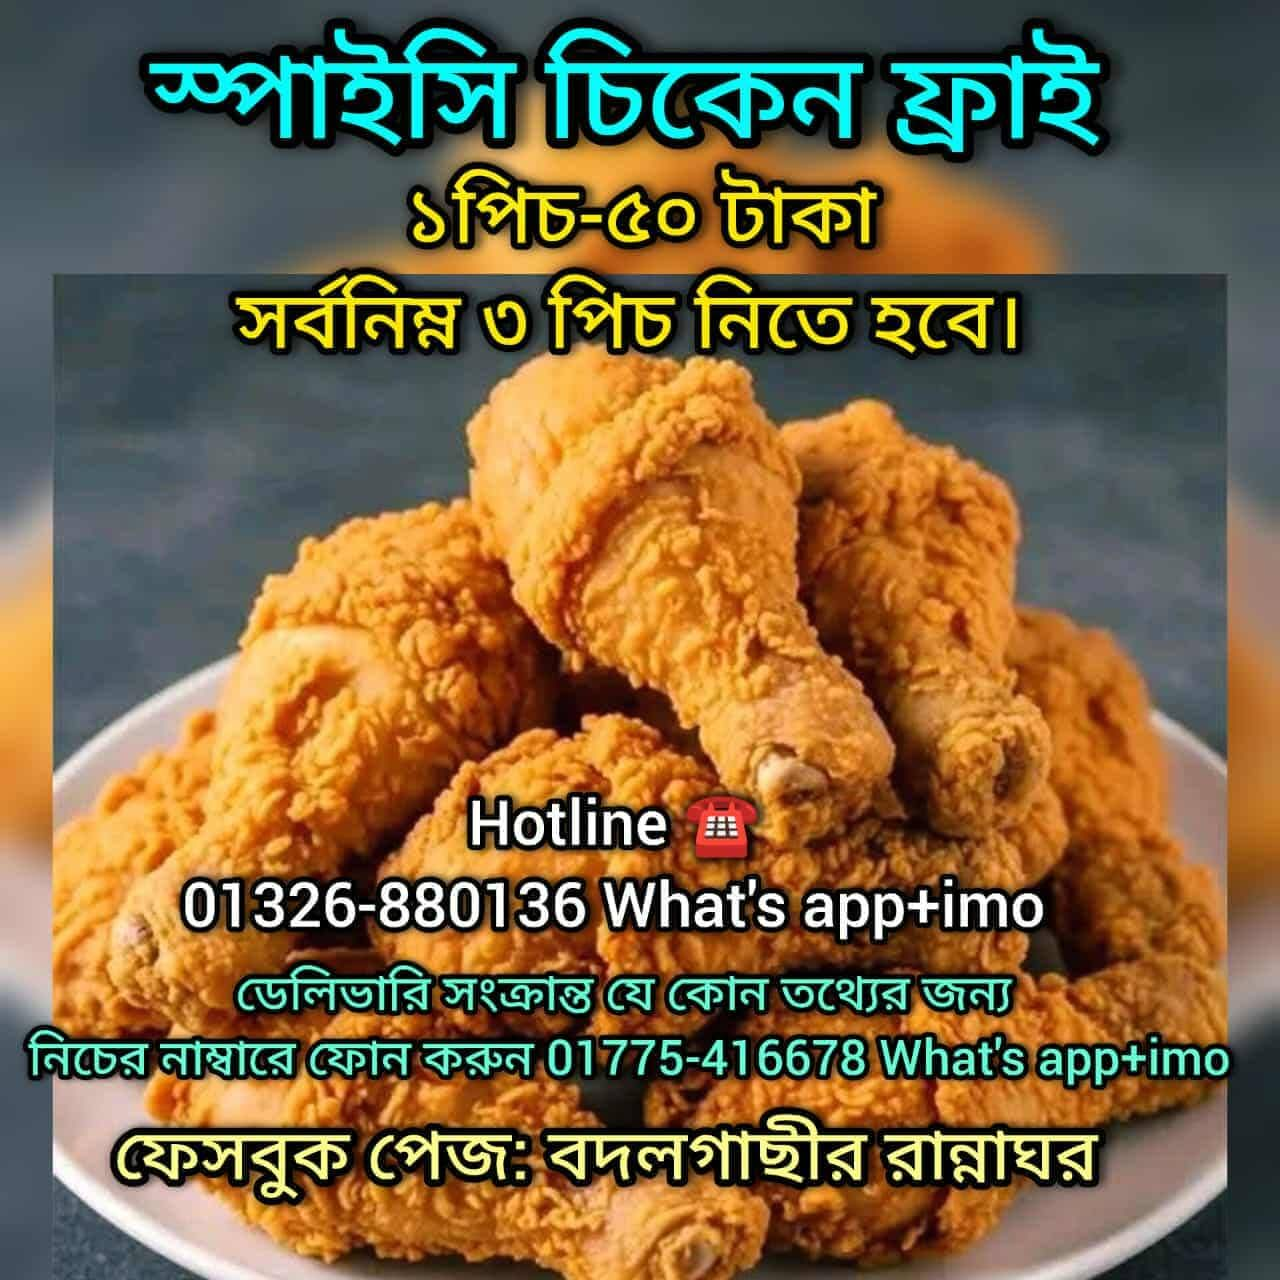 স্পাইসি চিকেন ফ্রাই
১পিচ-৫০ টাকা
সর্বনিম্ন ৩ পিচ নিতে হবে।
Hotline ☎️
01326-880136 What's app+imo
ডেলিভারি সংক্রান্ত যে কোন তথ্যের জন্য
নিচের নাম্বারে ফোন করুন 01775-416678 What's app+imo
ফেসবুক পেজ: বদলগাছীর রান্নাঘর